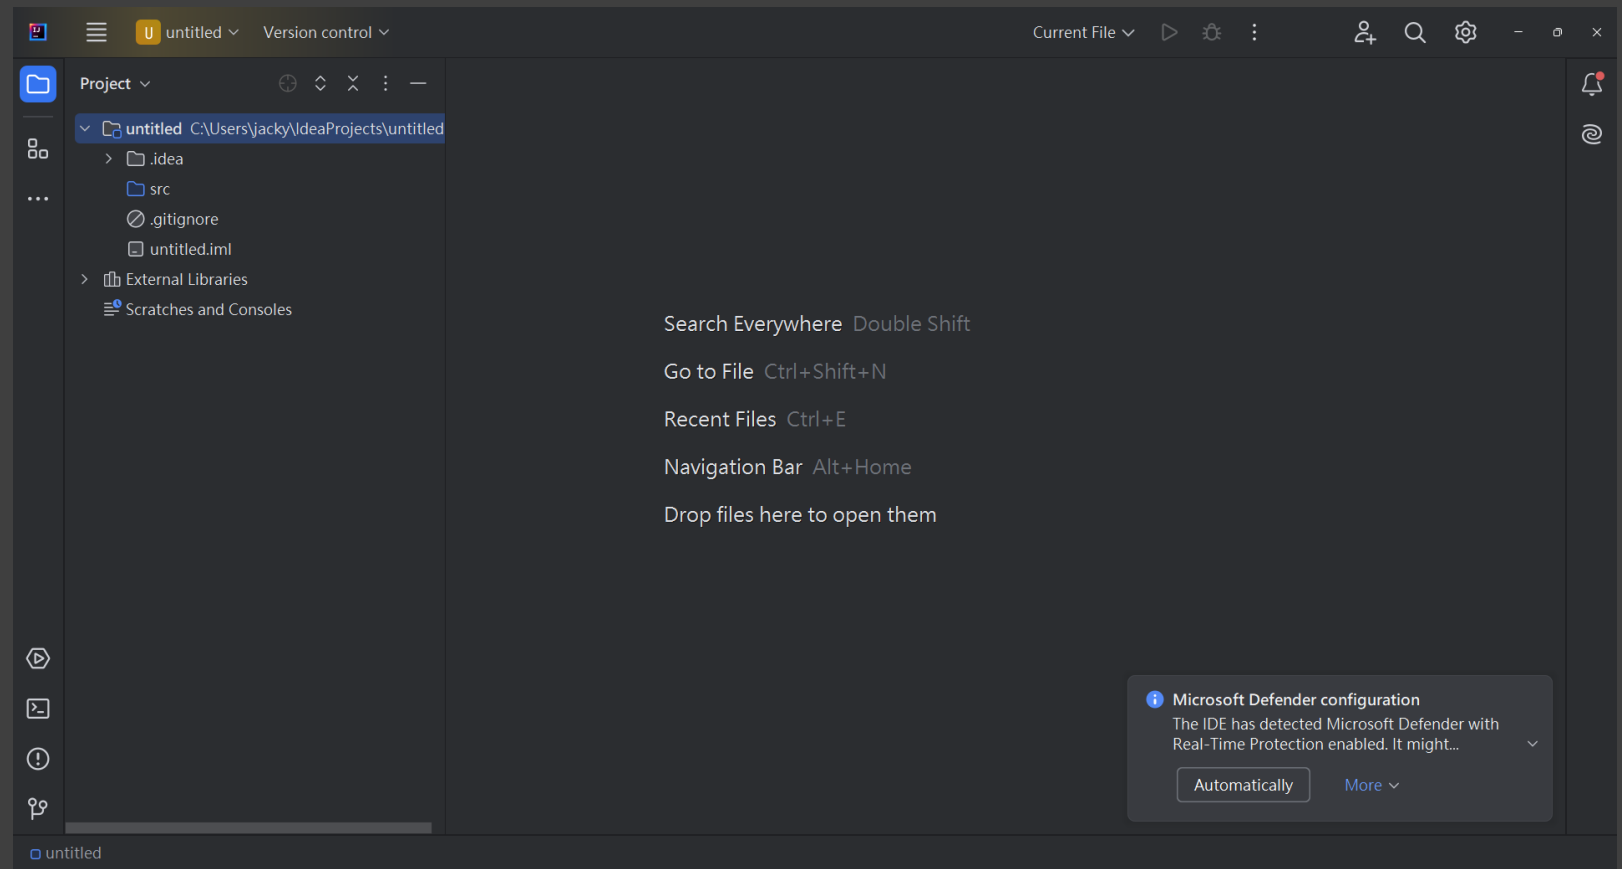 U untitled Version control Current File
Project
untitled C:\Users\jacky\IdeaProjects\untitled
.idea
src
.gitignore
untitled.iml
External Libraries
Scratches and Consoles
Search Everywhere Double Shift
Go to File Ctrl+Shift+N
Recent Files Ctrl+E
Navigation Bar Alt+Home
Drop files here to open them
Microsoft Defender configuration
The IDE has detected Microsoft Defender with
Real-Time Protection enabled. It might...
Automatically More
untitled